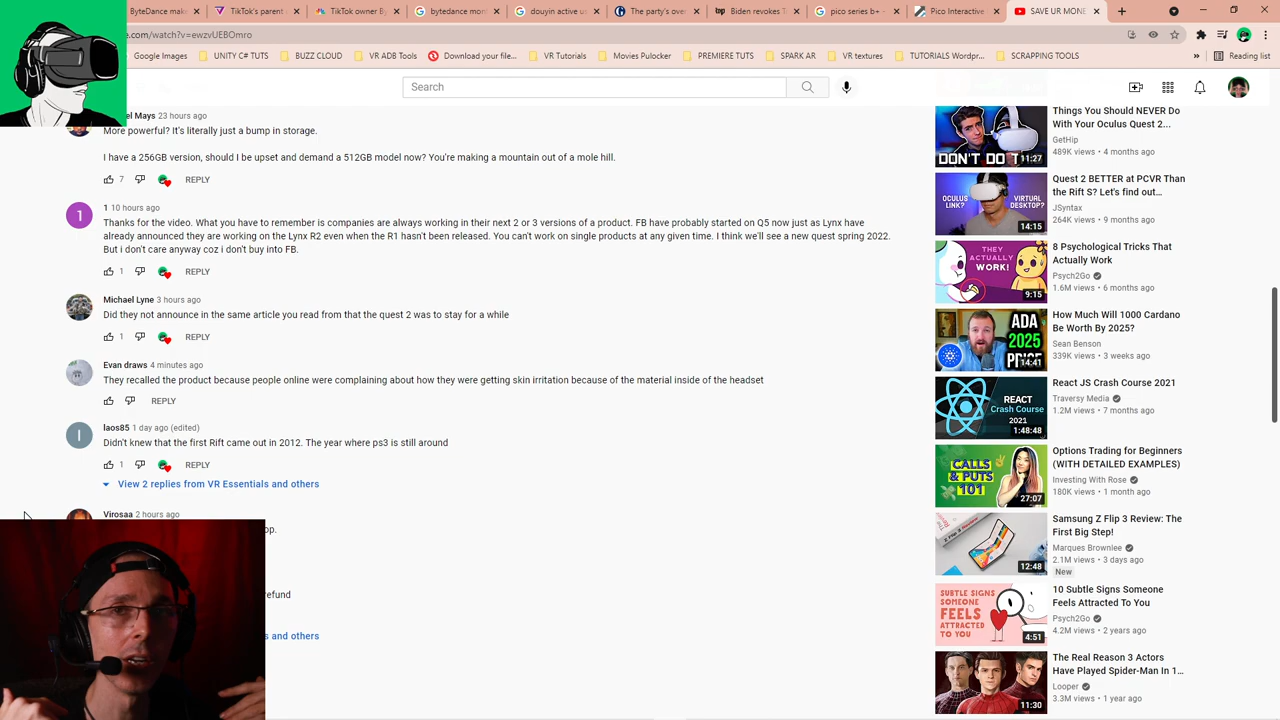 byteDance make
TikTok's parent
TikTok owner By
bytedance mon
douyin active u
The party's over
Biden revokes T
pico series b+ -
Pico Interactive
SAVE UR MONE
e.com/watch?v=ewzvUEBOmro
Google Images
UNITY C# TUTS
BUZZ CLOUD
VR ADB Tools
Download your file...
VR Tutorials
Movies Pulocker
PREMIERE TUTS
SPARK AR
VR textures
TUTORIALS Wordpr...
SCRAPPING TOOLS
»
Reading list
Search
el Mays 23 hours ago
More powerful? It's literally just a bump in storage.
I have a 256GB version, should I be upset and demand a 512GB model now? You're making a mountain out of a mole hill.
7
REPLY
1
1 10 hours ago
Thanks for the video. What you have to remember is companies are always working in their next 2 or 3 versions of a product. FB have probably started on Q5 now just as Lynx have
already announced they are working on the Lynx R2 even when the R1 hasn't been released. You can't work on single products at any given time. I think we'll see a new quest spring 2022.
But i don't care anyway coz i don't buy into FB.
1
REPLY
Michael Lyne 3 hours ago
Did they not announce in the same article you read from that the quest 2 was to stay for a while
1
REPLY
Evan draws 4 minutes ago
They recalled the product because people online were complaining about how they were getting skin irritation because of the material inside of the headset
REPLY
laos85 1 day ago (edited)
Didn't knew that the first Rift came out in 2012. The year where ps3 is still around
1
REPLY
View 2 replies from VR Essentials and others
Virosaa 2 hours ago
op.
refund
s and others
DON'T DO T
11:27
Things You Should NEVER Do
With Your Oculus Quest 2...
GetHip
489K views • 4 months ago
OCULUS LINK?
VIRTUAL DESKTOP?
14:15
Quest 2 BETTER at PCVR Than
the Rift S? Let's find out...
JSyntax
264K views • 9 months ago
THEY
ACTUALLY
WORK!
9:15
8 Psychological Tricks That
Actually Work
Psych2Go
1.6M views • 6 months ago
ADA
2025
PRICE
14:41
How Much Will 1000 Cardano
Be Worth By 2025?
Sean Benson
339K views • 3 weeks ago
REACT
Crash Course
2021
1:48:48
React JS Crash Course 2021
Traversy Media
1.2M views • 7 months ago
CALLS
& PUTS
101
27:07
Options Trading for Beginners
(WITH DETAILED EXAMPLES)
Investing With Rose
180K views • 1 month ago
12:48
Samsung Z Flip 3 Review: The
First Big Step!
Marques Brownlee
2.1M views • 3 days ago
New
SUBTLE SIGNS
SOMEONE
FEELS
ATTRACTED
TO YOU
4:51
10 Subtle Signs Someone
Feels Attracted To You
Psych2Go
4.2M views • 2 years ago
11:30
The Real Reason 3 Actors
Have Played Spider-Man In 1...
Looper
3.3M views • 1 year ago